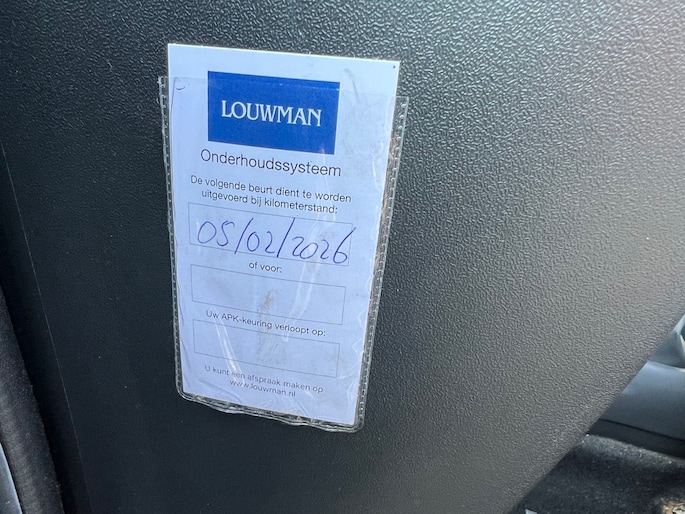 LOUWMAN
Onderhoudssysteem
De volgende beurt dient te worden
uitgevoerd bij kilometerstand:
05/02/2026
of voor:
Uw APK-keuring verloopt op:
U kunt een afspraak maken op
www.louwman.nl